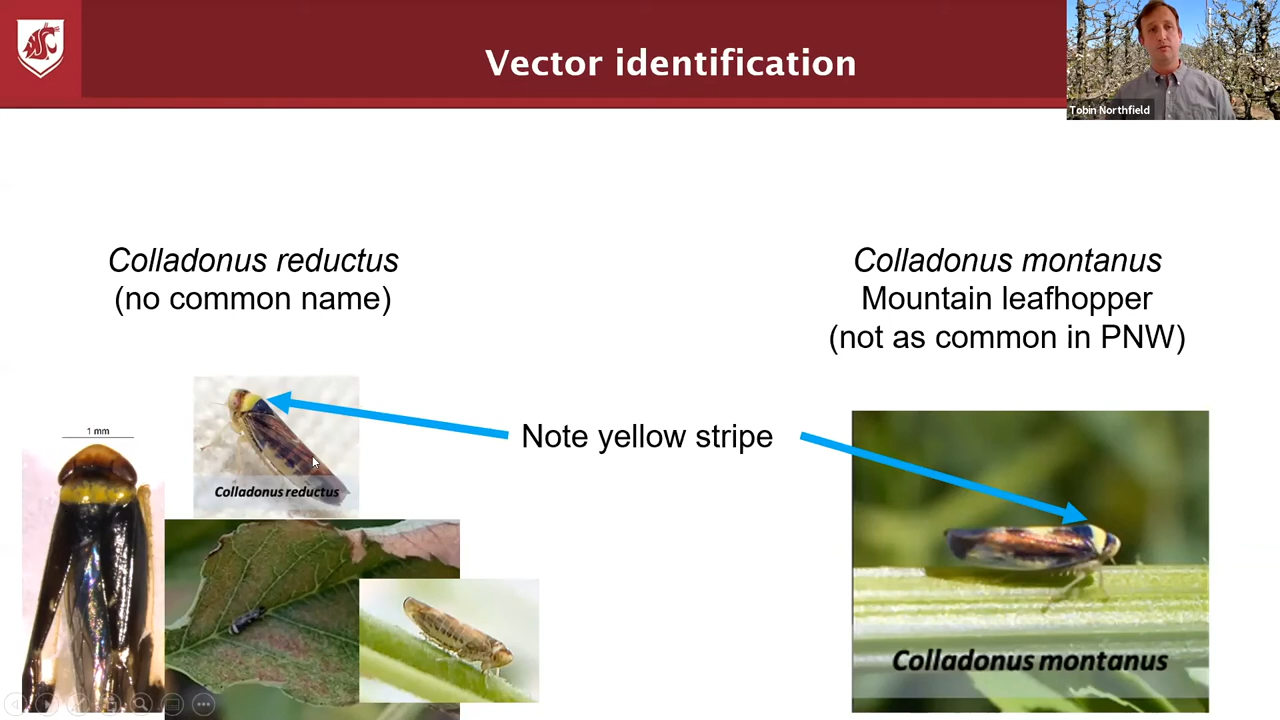 Vector identification
Tobin Northfield
Colladonus reductus
(no common name)
Colladonus montanus
Mountain leafhopper
(not as common in PNW)
Note yellow stripe
1 mm
Colladonus reductus
Colladonus montanus